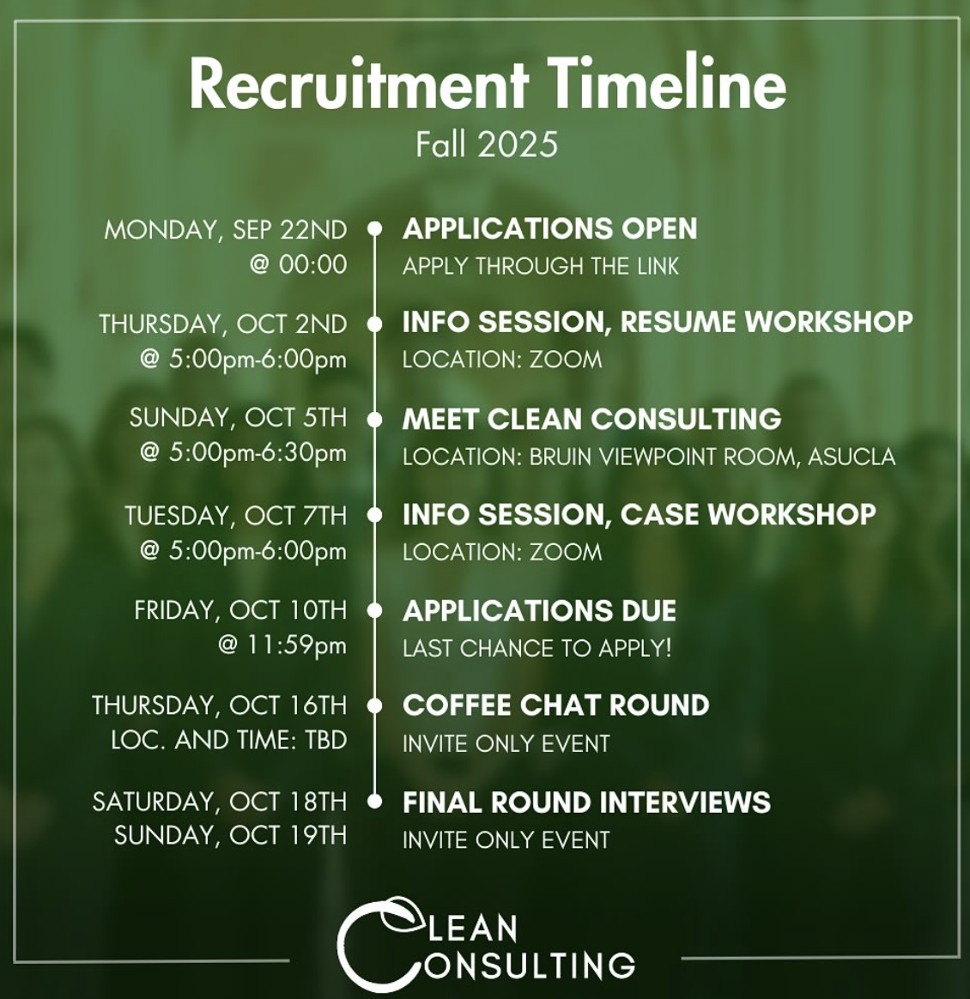 Recruitment Timeline
Fall 2025
MONDAY, SEP 22ND
@ 00:00
APPLICATIONS OPEN
APPLY THROUGH THE LINK
THURSDAY, OCT 2ND
@ 5:00pm-6:00pm
INFO SESSION, RESUME WORKSHOP
LOCATION: ZOOM
SUNDAY, OCT 5TH
@ 5:00pm-6:30pm
MEET CLEAN CONSULTING
LOCATION: BRUIN VIEWPOINT ROOM, ASUCLA
TUESDAY, OCT 7TH
@ 5:00pm-6:00pm
INFO SESSION, CASE WORKSHOP
LOCATION: ZOOM
FRIDAY, OCT 10TH
@ 11:59pm
APPLICATIONS DUE
LAST CHANCE TO APPLY!
THURSDAY, OCT 16TH
LOC. AND TIME: TBD
COFFEE CHAT ROUND
INVITE ONLY EVENT
SATURDAY, OCT 18TH
SUNDAY, OCT 19TH
FINAL ROUND INTERVIEWS
INVITE ONLY EVENT
CLEAN
CONSULTING